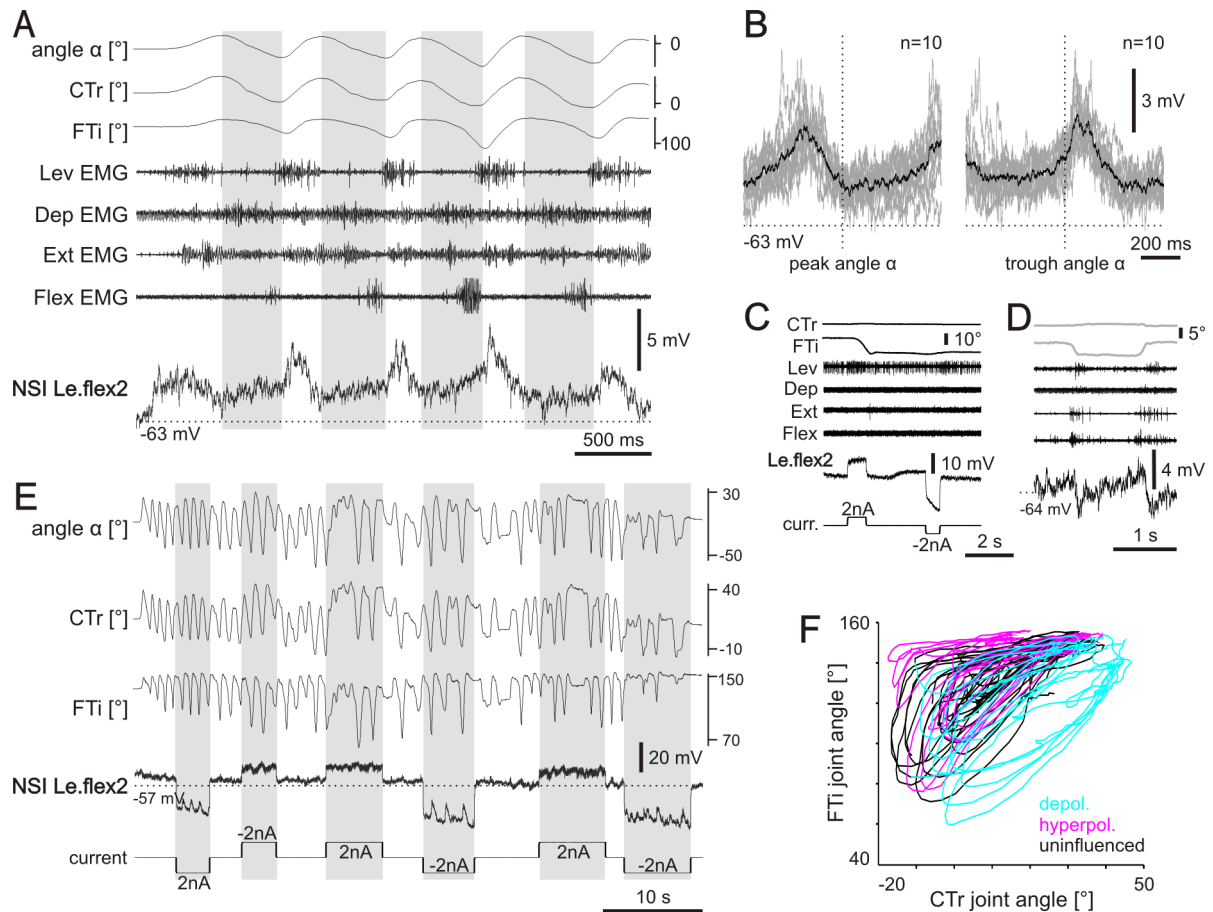 A
angle α [°]
0
CTr [°]
0
FTi [°]
100
Lev EMG
Dep EMG
Ext EMG
Flex EMG
5 mV
NSI Le.flex2
-63 mV
500 ms
B
n=10
n=10
3 mV
-63 mV
200 ms
peak angle α
trough angle α
C
CTr
10°
FTi
Lev
Dep
Ext
Flex
Le.flex2
10 mV
2nA
curr.
-2nA
2 s
D
5°
4 mV
-64 mV
1 s
E
30
angle α [°]
-50
40
CTr [°]
-10
150
FTi [°]
70
20 mV
NSI Le.flex2
-57 mV
-2nA
current
2nA
-2nA
2nA
-2nA
2nA
10 s
F
160
FTi joint angle [°]
depol.
hyperpol.
uninfluenced
40
-20
50
CTr joint angle [°]